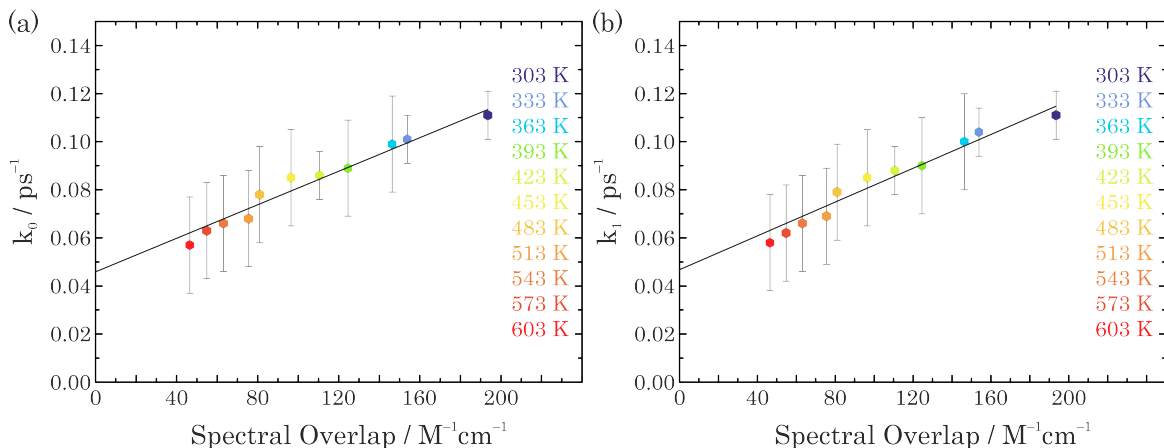 (a)
k₀ / ps⁻¹
0.14
0.12
0.10
0.08
0.06
0.04
0.02
0.00
303 K
333 K
363 K
393 K
423 K
453 K
483 K
513 K
543 K
573 K
603 K
0 40 80 120 160 200
Spectral Overlap / M⁻¹cm⁻¹
(b)
k₁ / ps⁻¹
0.14
0.12
0.10
0.08
0.06
0.04
0.02
0.00
303 K
333 K
363 K
393 K
423 K
453 K
483 K
513 K
543 K
573 K
603 K
0 40 80 120 160 200
Spectral Overlap / M⁻¹cm⁻¹